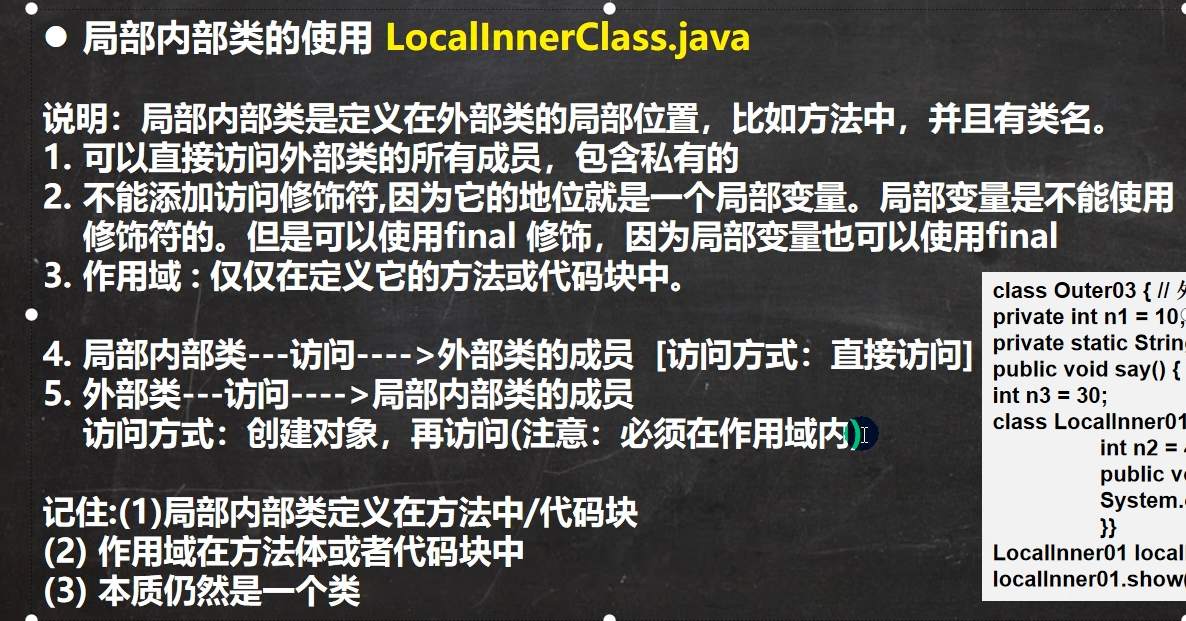 ● 局部内部类的使用 LocalInnerClass.java
说明：局部内部类是定义在外部类的局部位置，比如方法中，并且有类名。
1. 可以直接访问外部类的所有成员，包含私有的
2. 不能添加访问修饰符,因为它的地位就是一个局部变量。局部变量是不能使用
修饰符的。但是可以使用final 修饰，因为局部变量也可以使用final
3. 作用域 : 仅仅在定义它的方法或代码块中。
4. 局部内部类---访问---->外部类的成员 [访问方式：直接访问]
5. 外部类---访问---->局部内部类的成员
访问方式：创建对象，再访问(注意：必须在作用域内)
记住:(1)局部内部类定义在方法中/代码块
(2) 作用域在方法体或者代码块中
(3) 本质仍然是一个类
class Outer03 { //
private int n1 = 10;
private static String
public void say() {
int n3 = 30;
class LocalInner01
int n2 =
public
System.
}}
LocalInner01
localInner01.show(